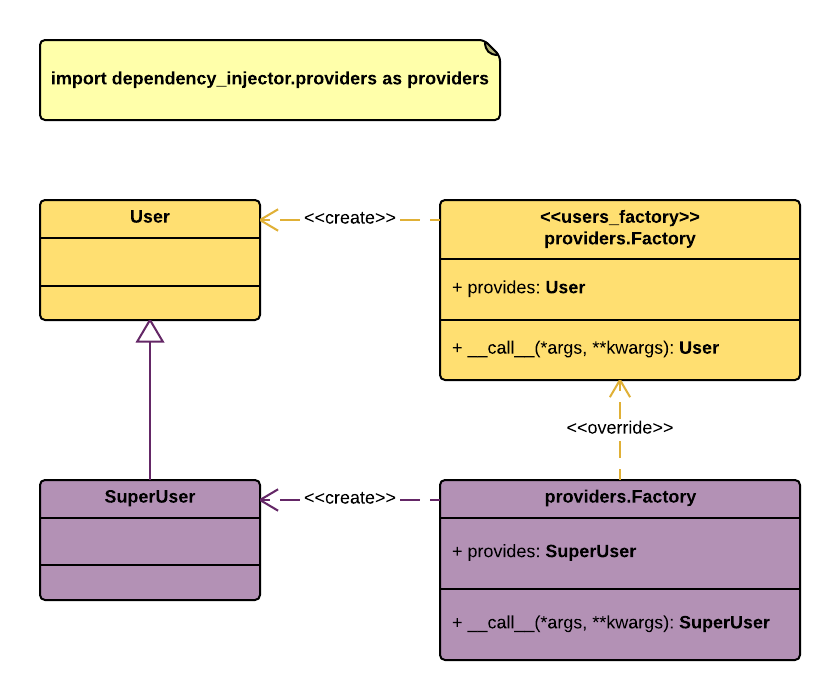 import dependency_injector.providers as providers
User
<<create>>
<<users_factory>>
providers.Factory
+ provides: User
+ __call__(*args, **kwargs): User
<<override>>
SuperUser
<<create>>
providers.Factory
+ provides: SuperUser
+ __call__(*args, **kwargs): SuperUser